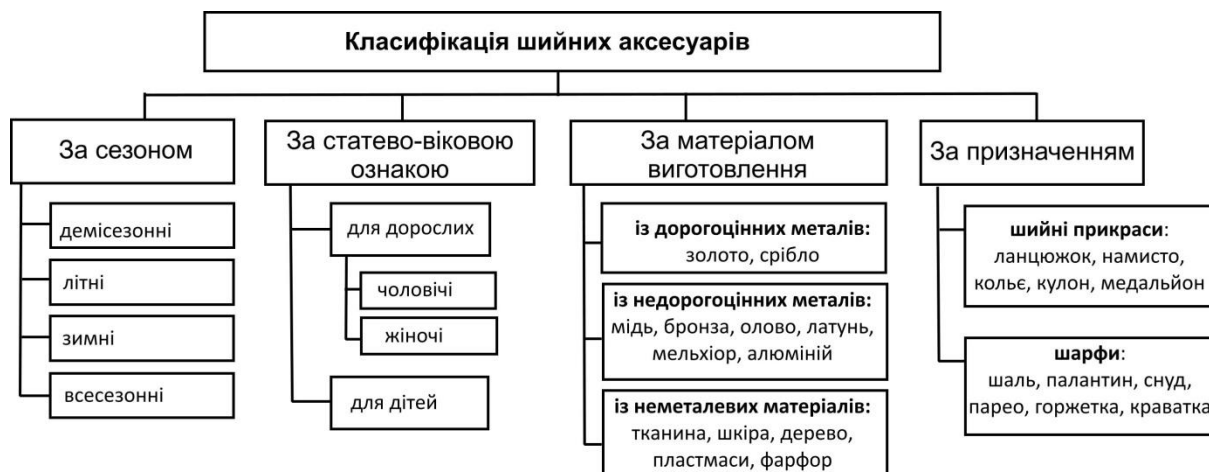 Класифікація шийних аксесуарів
За сезоном
демісезонні
літні
зимні
всесезонні
За статево-віковою
ознакою
для дорослих
чоловічі
жіночі
для дітей
За матеріалом
виготовлення
із дорогоцінних металів:
золото, срібло
із недорогоцінних металів:
мідь, бронза, олово, латунь,
мельхіор, алюміній
із неметалевих матеріалів:
тканина, шкіра, дерево,
пластмаси, фарфор
За призначенням
шийні прикраси:
ланцюжок, намисто,
кольє, кулон, медальйон
шарфи:
шаль, палантин, снуд,
парео, горжетка, краватка